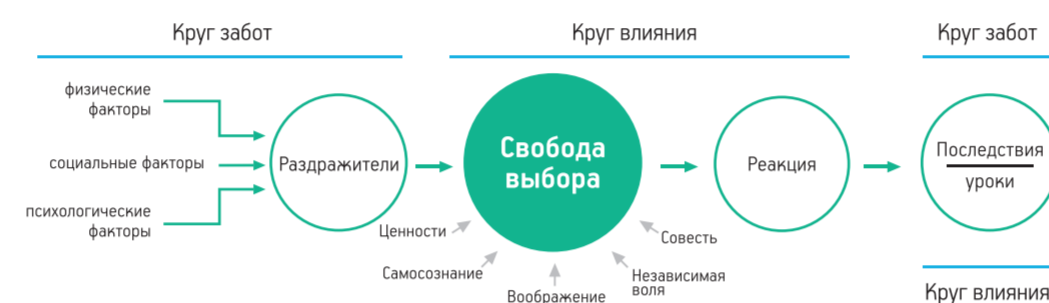 Круг забот
Круг влияния
Круг забот
физические
факторы
социальные факторы
психологические
факторы
Раздражители
Свобода
выбора
Реакция
Последствия
уроки
Ценности
Самосознание
Воображение
Независимая
воля
Совесть
Круг влияния